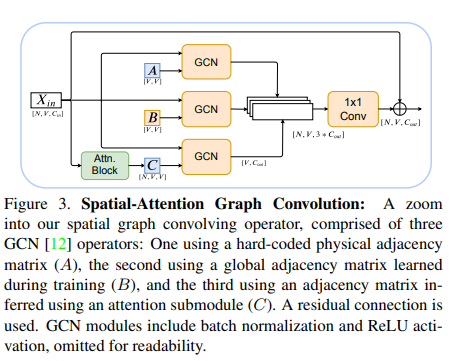 GCN
A
[V,V]
X_in
[N, V, C_in]
B
[V,V]
GCN
1x1
Conv
[N, V, C_out]
[N, V, 3 * C_out]
Attn.
Block
C
[N,V,V]
GCN
[V, C_out]
Figure 3. Spatial-Attention Graph Convolution: A zoom
into our spatial graph convolving operator, comprised of three
GCN [12] operators: One using a hard-coded physical adjacency
matrix (A), the second using a global adjacency matrix learned
during training (B), and the third using an adjacency matrix in-
ferred using an attention submodule (C). A residual connection is
used. GCN modules include batch normalization and ReLU acti-
vation, omitted for readability.